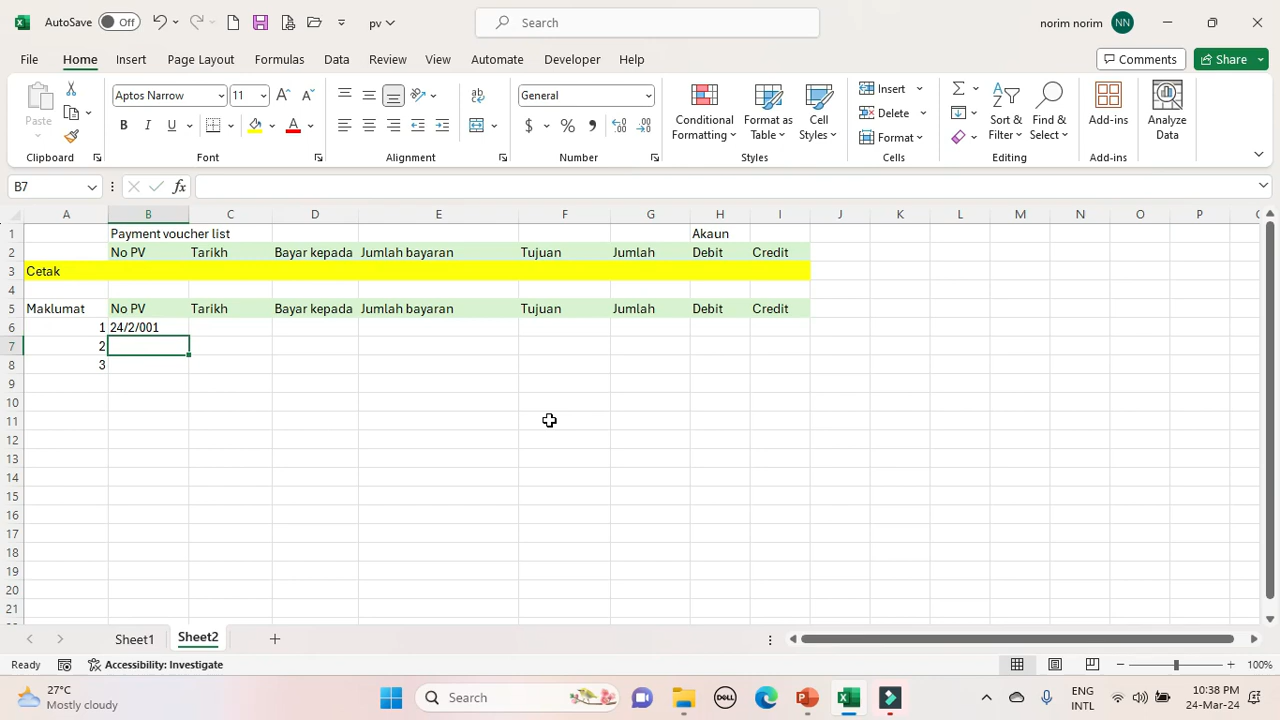 AutoSave Off pv Search norim norim NN
File Home Insert Page Layout Formulas Data Review View Automate Developer Help Comments Share
Paste Aptos Narrow 11 General Conditional Formatting Format as Table Cell Styles Insert Delete Format Sort & Filter Find & Select Add-ins Analyze Data
Clipboard Font Alignment Number Styles Cells Editing Add-ins
B7 fx
A B C D E F G H I J K L M N O P
1 Payment voucher list Akaun
2 No PV Tarikh Bayar kepada Jumlah bayaran Tujuan Jumlah Debit Credit
3 Cetak
4
5 Maklumat No PV Tarikh Bayar kepada Jumlah bayaran Tujuan Jumlah Debit Credit
6 1 24/2/001
7 2
8 3
9
10
11
12
13
14
15
16
17
18
19
20
21
Sheet1 Sheet2
Ready Accessibility: Investigate 100%
27°C Mostly cloudy Search DELL ENG INTL 10:38 PM 24-Mar-24